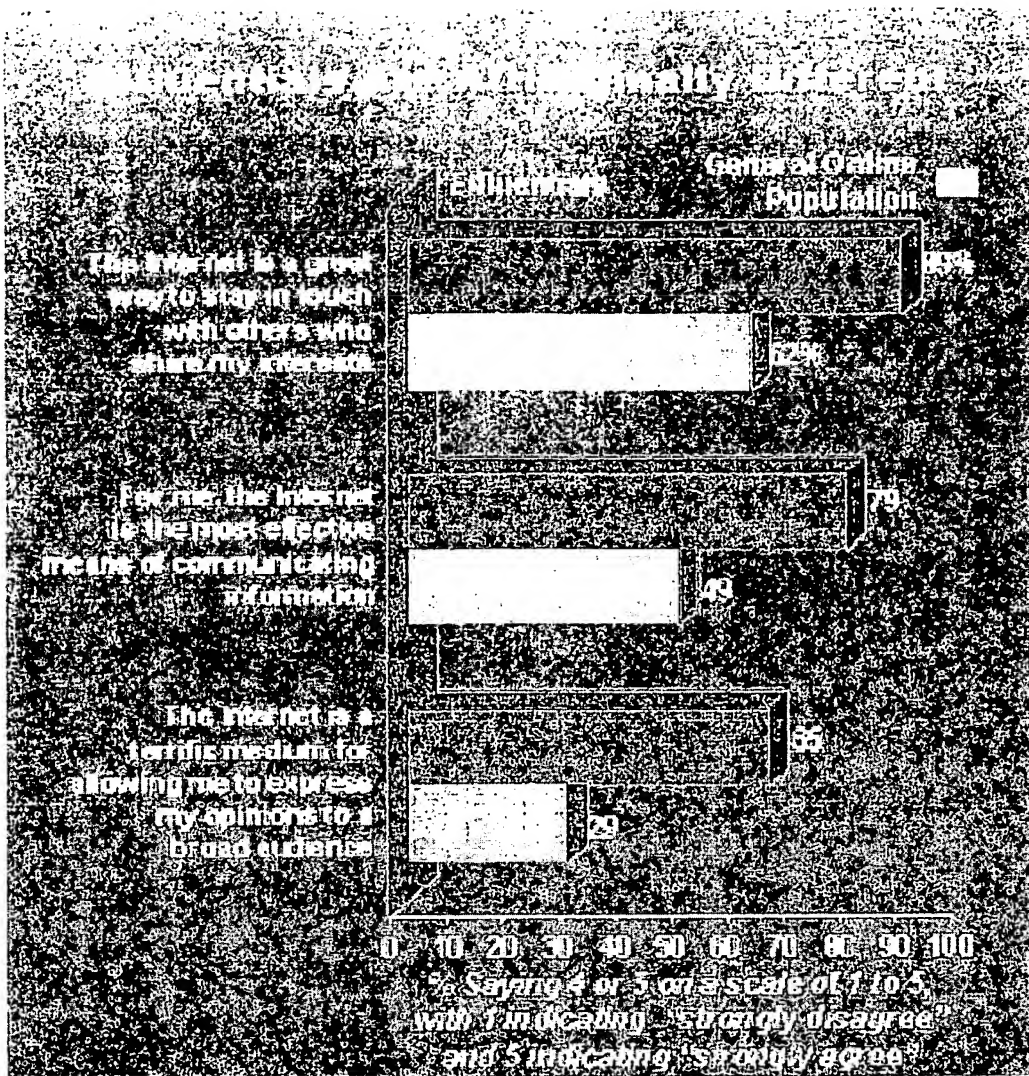 Different
General Online
Population
The Internet is a great
way to stay in touch
with others who
share my interests
62%
For me, the Internet
is the most effective
means of communicating
information
79
49
The Internet is a
terrific medium for
allowing me to express
my opinions to a
broad audience
29
0 10 20 30 40 50 60 70 80 90 100
% Saying 4 or 5 on a scale of 1 to 5,
with 1 indicating "strongly disagree"
and 5 indicating "strongly agree"